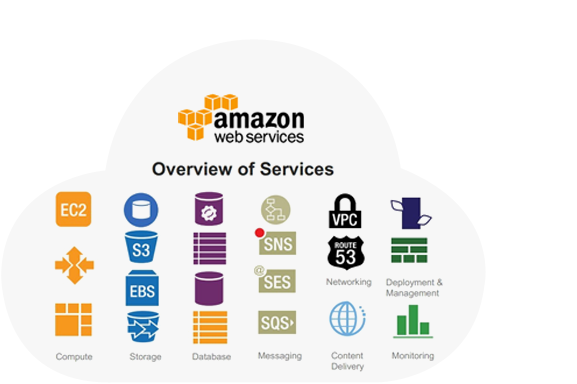 amazon
web services
Overview of Services
EC2
S3
EBS
SNS
@
SES
SQS
VPC
ROUTE
53
Networking
Deployment &
Management
Compute
Storage
Database
Messaging
Content
Delivery
Monitoring